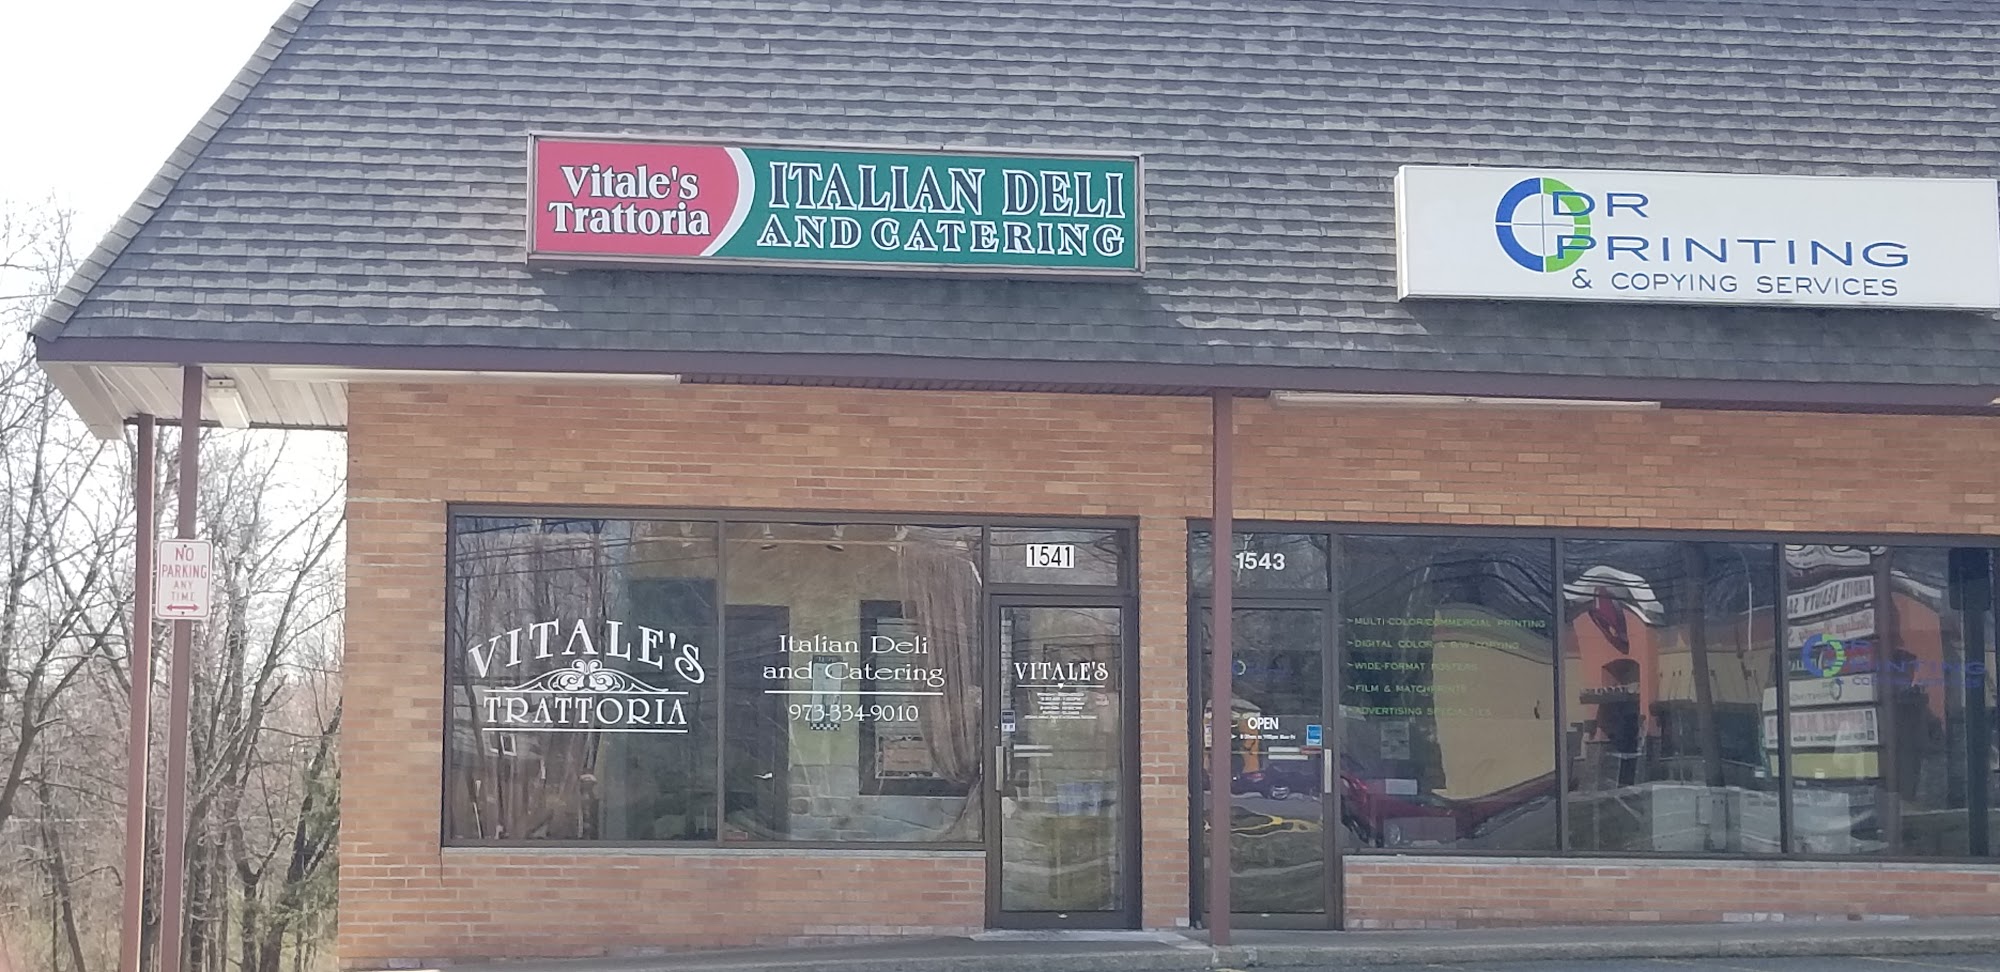 Vitale's
Trattoria
ITALIAN DELI
AND CATERING
DR
PRINTING
& COPYING SERVICES
NO
PARKING
ANY
TIME
1541
1543
VITALE'S
TRATTORIA
Italian Deli
and Catering
973-334-9010
VITALE'S
OPEN
MULTI-COLOR/COMMERCIAL PRINTING
DIGITAL COLOR & B/W COPYING
WIDE-FORMAT POSTERS
FILM & MATCHPRINTS
ADVERTISING SPECIALTIES
PRINTING